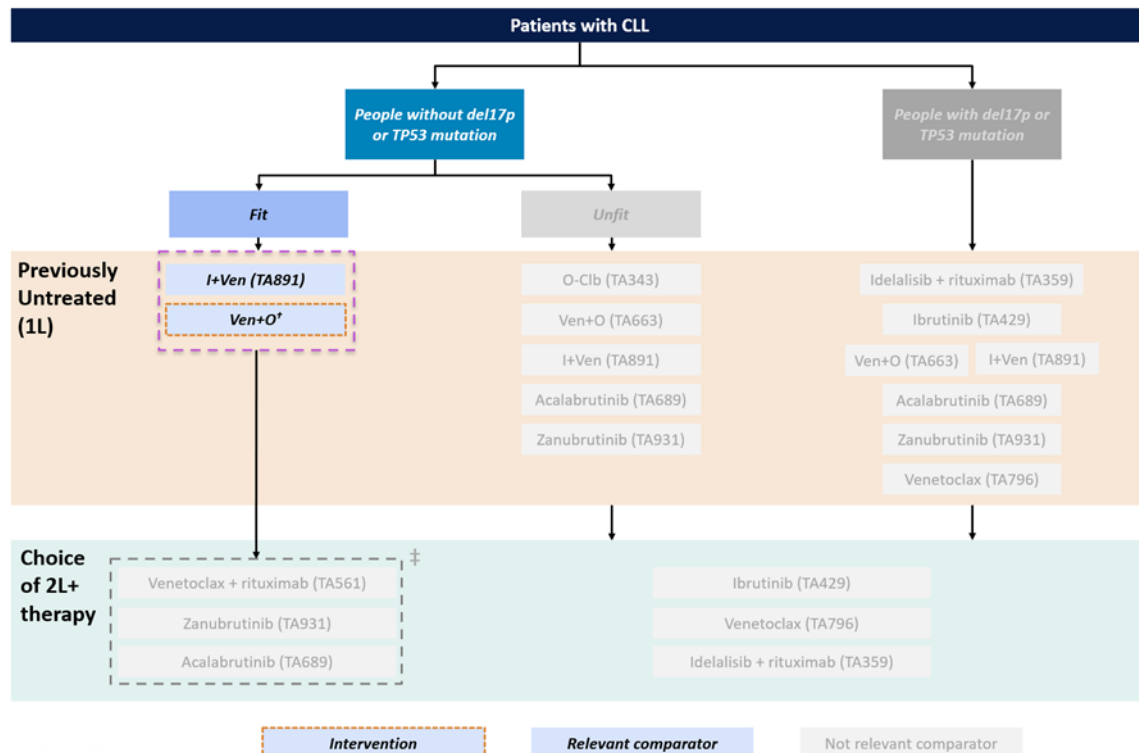 Patients with CLL
People without del17p
or TP53 mutation
People with del17p or
TP53 mutation
Fit
Unfit
Previously
Untreated
(1L)
I+Ven (TA891)
Ven+O†
O-Clb (TA343)
Ven+O (TA663)
I+Ven (TA891)
Acalabrutinib (TA689)
Zanubrutinib (TA931)
Idelalisib + rituximab (TA359)
Ibrutinib (TA429)
Ven+O (TA663)
I+Ven (TA891)
Acalabrutinib (TA689)
Zanubrutinib (TA931)
Venetoclax (TA796)
Choice
of 2L+
therapy
‡
Venetoclax + rituximab (TA561)
Zanubrutinib (TA931)
Acalabrutinib (TA689)
Ibrutinib (TA429)
Venetoclax (TA796)
Idelalisib + rituximab (TA359)
Intervention
Relevant comparator
Not relevant comparator